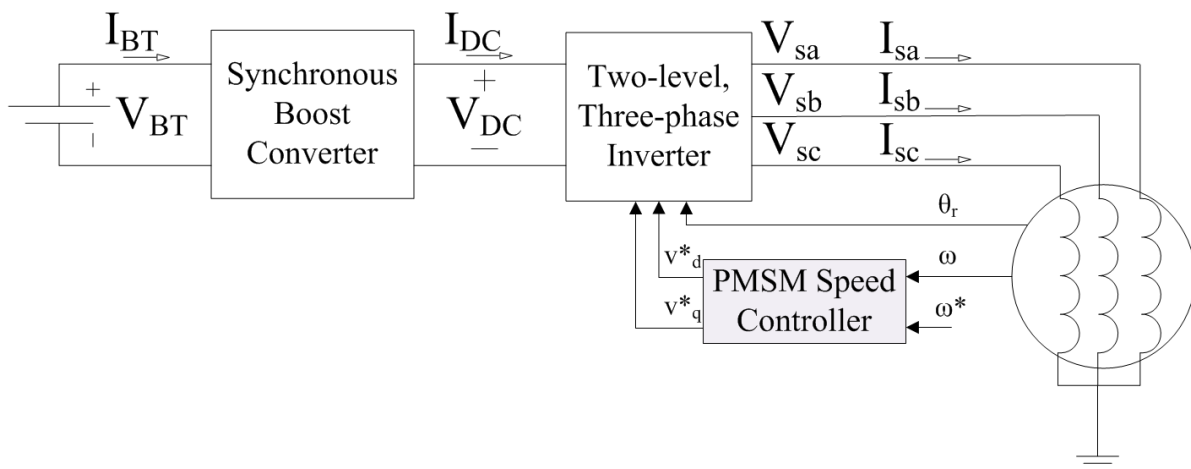 I_BT
+
V_BT
Synchronous
Boost
Converter
I_DC
+
V_DC
−
Two-level,
Three-phase
Inverter
V_sa
I_sa
V_sb
I_sb
V_sc
I_sc
θ_r
v*_d
v*_q
PMSM Speed
Controller
ω
ω*